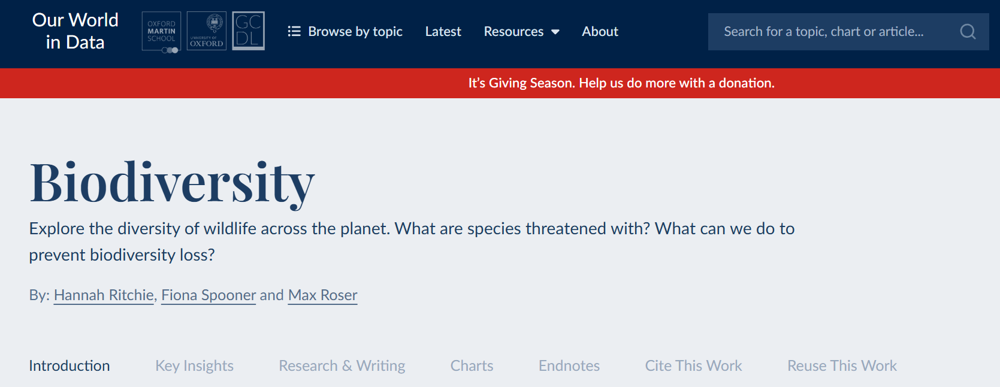 Our World
in Data
OXFORD
MARTIN
SCHOOL
UNIVERSITY OF
OXFORD
GC
DL
Browse by topic
Latest
Resources
About
Search for a topic, chart or article...
It’s Giving Season. Help us do more with a donation.
Biodiversity
Explore the diversity of wildlife across the planet. What are species threatened with? What can we do to
prevent biodiversity loss?
By: Hannah Ritchie, Fiona Spooner and Max Roser
Introduction
Key Insights
Research & Writing
Charts
Endnotes
Cite This Work
Reuse This Work